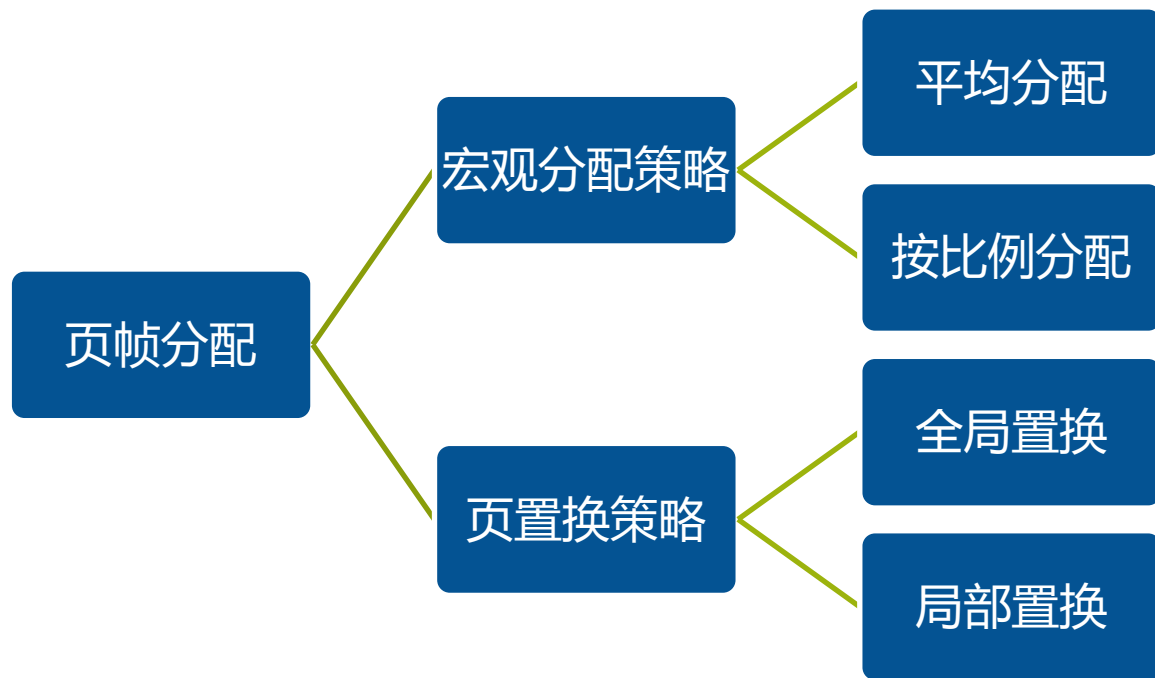 平均分配
宏观分配策略
按比例分配
页帧分配
全局置换
页置换策略
局部置换